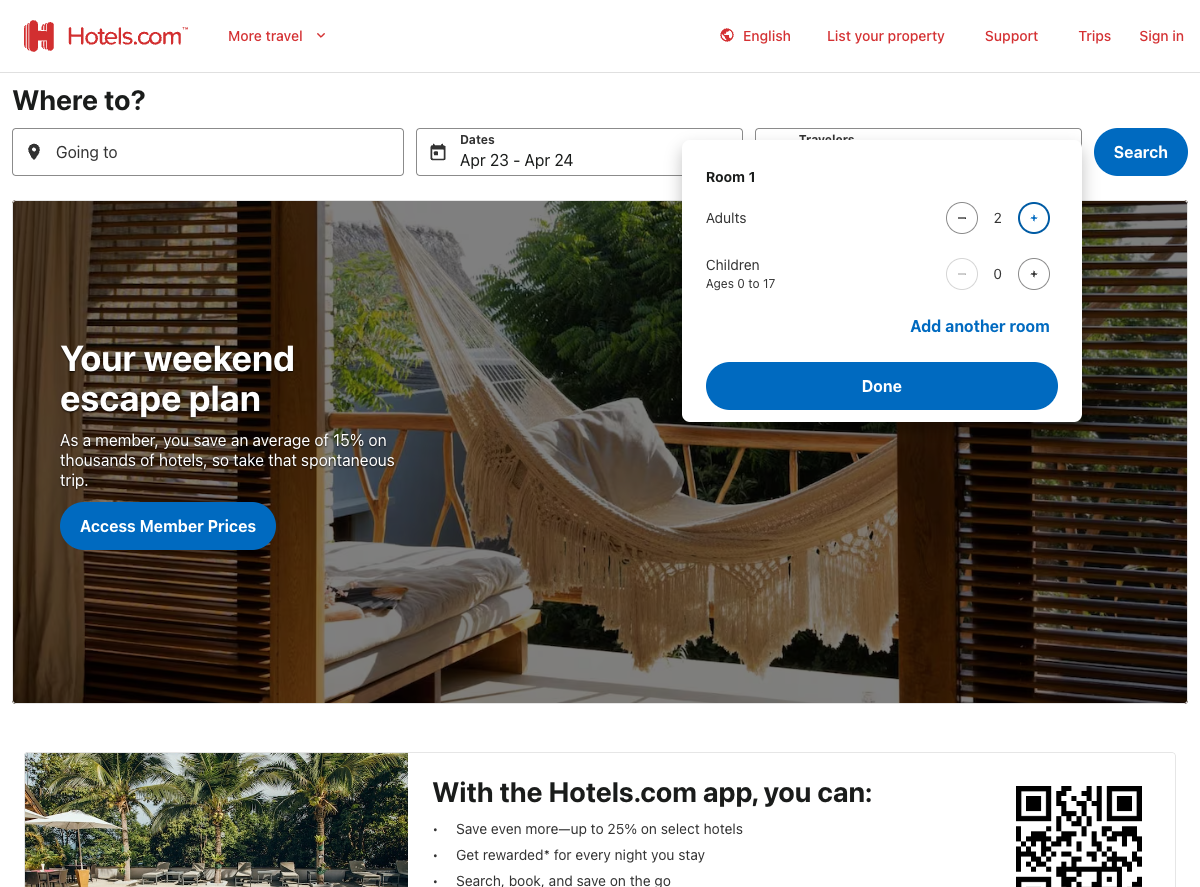 Hotels.com™
More travel
English
List your property
Support
Trips
Sign in
Where to?
Going to
Dates
Apr 23 - Apr 24
Travelers
Search
Room 1
Adults
2
Children
0
Ages 0 to 17
Add another room
Done
Your weekend
escape plan
As a member, you save an average of 15% on
thousands of hotels, so take that spontaneous
trip.
Access Member Prices
With the Hotels.com app, you can:
• Save even more—up to 25% on select hotels
• Get rewarded* for every night you stay
• Search, book, and save on the go